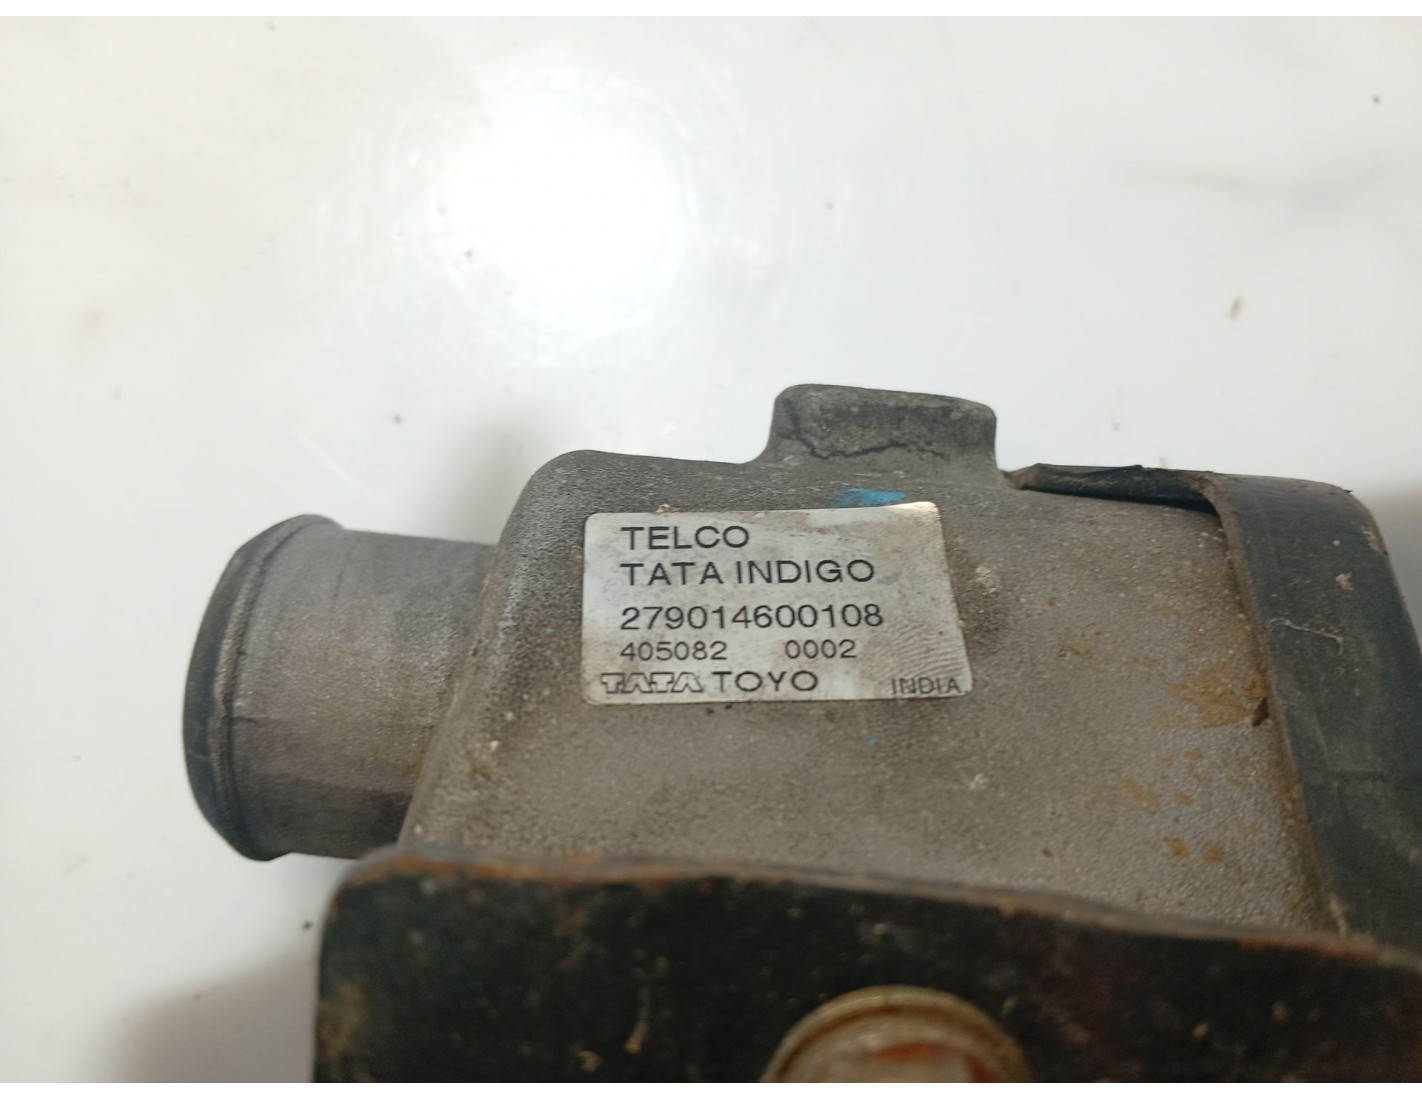 TELCO
TATA INDIGO
279014600108
405082 0002
TATA TOYO INDIA